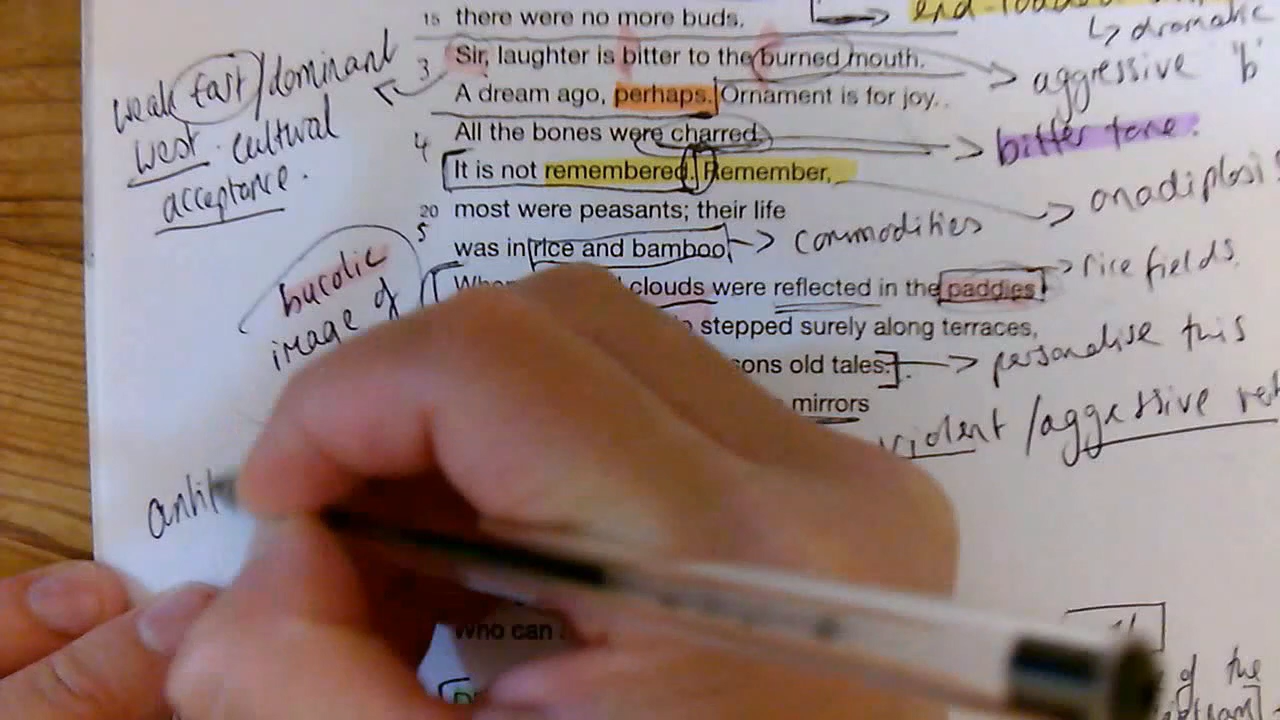 15 there were no more buds.
end-loaded
↳ dramatic
3 Sir, laughter is bitter to the burned mouth.
aggressive 'b'
weak east/dominant
west. cultural
acceptance.
A dream ago, perhaps. Ornament is for joy.
4 All the bones were charred.
bitter tone.
It is not remembered. Remember,
anadiplosis
20 most were peasants; their life
5 was in rice and bamboo.
commodities
bucolic
image of
clouds were reflected in the paddies
rice fields.
stepped surely along terraces,
old tales.
personalise this
mirrors
violent/aggressive
antit
Who can
of the